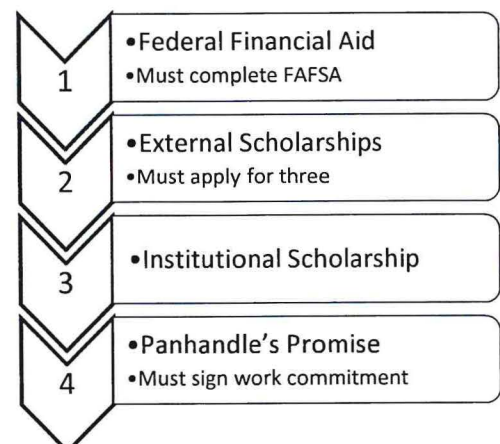 1
•Federal Financial Aid
•Must complete FAFSA
2
•External Scholarships
•Must apply for three
3
•Institutional Scholarship
4
•Panhandle's Promise
•Must sign work commitment